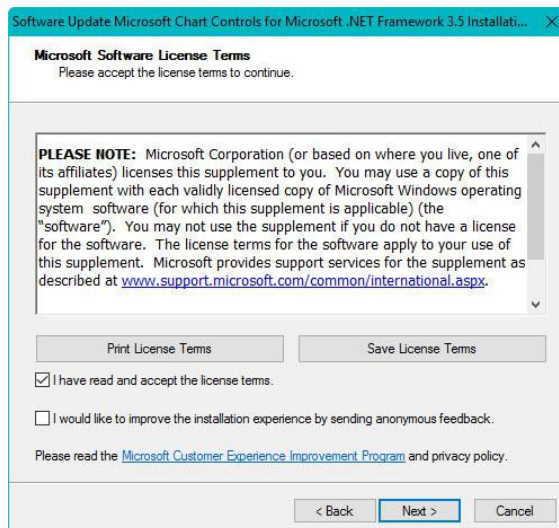 Software Update Microsoft Chart Controls for Microsoft .NET Framework 3.5 Installati...
Microsoft Software License Terms
Please accept the license terms to continue.
PLEASE NOTE: Microsoft Corporation (or based on where you live, one of
its affiliates) licenses this supplement to you. You may use a copy of this
supplement with each validly licensed copy of Microsoft Windows operating
system software (for which this supplement is applicable) (the
“software”). You may not use the supplement if you do not have a license
for the software. The license terms for the software apply to your use of
this supplement. Microsoft provides support services for the supplement as
described at www.support.microsoft.com/common/international.aspx.
Print License Terms
Save License Terms
I have read and accept the license terms.
I would like to improve the installation experience by sending anonymous feedback.
Please read the Microsoft Customer Experience Improvement Program and privacy policy.
< Back
Next >
Cancel